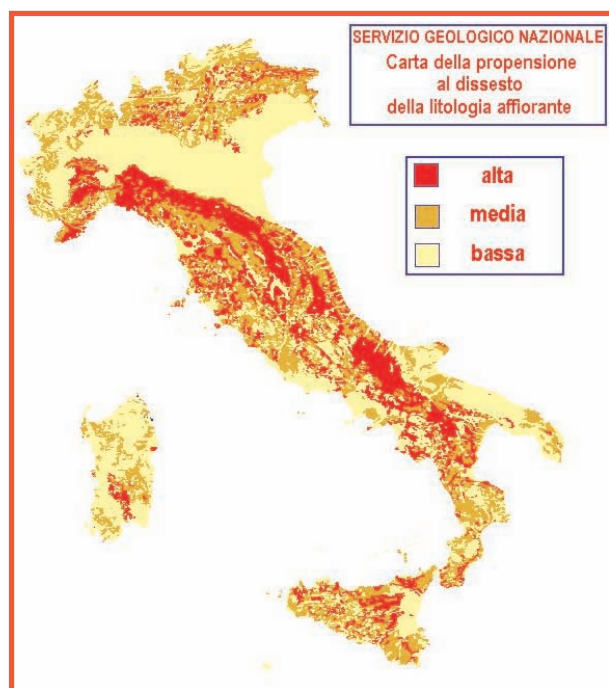 SERVIZIO GEOLOGICO NAZIONALE
Carta della propensione
al dissesto
della litologia affiorante
alta
media
bassa